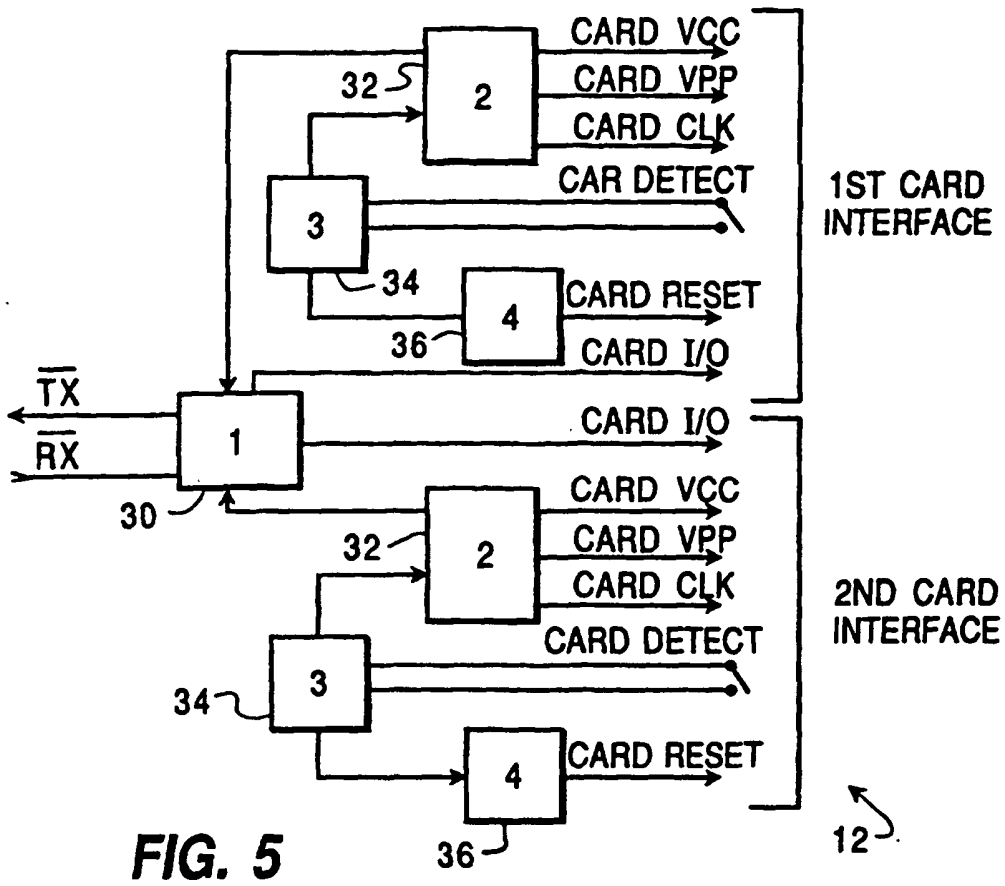 CARD VCC
32
2
CARD VPP
CARD CLK
CAR DETECT
3
34
1ST CARD
INTERFACE
36
4
CARD RESET
CARD I/O
TX
RX
1
30
CARD I/O
CARD VCC
32
2
CARD VPP
CARD CLK
CARD DETECT
3
34
2ND CARD
INTERFACE
4
CARD RESET
36
12
FIG. 5